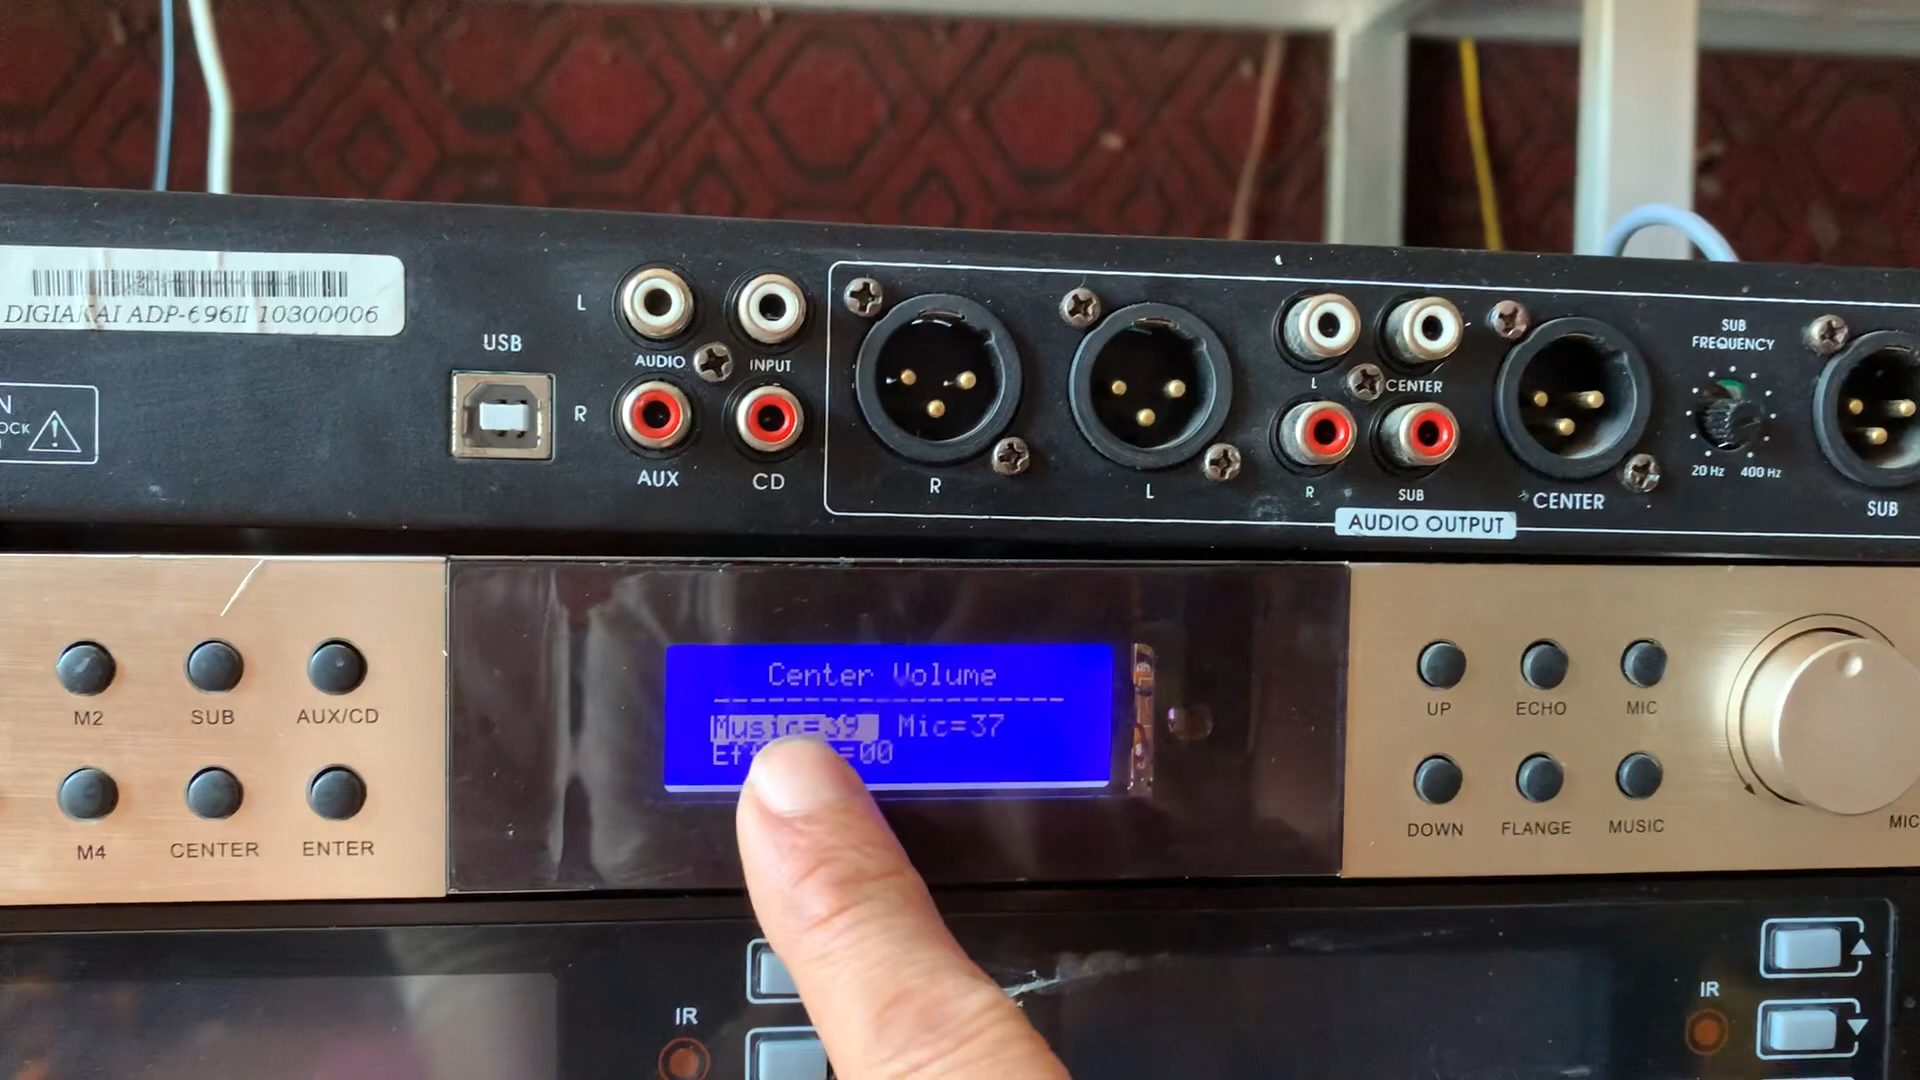 DIGIAKAI ADP-696II 10300006
USB
L
AUDIO
INPUT
R
AUX
CD
R
L
L
CENTER
R
SUB
AUDIO OUTPUT
CENTER
SUB
FREQUENCY
20 Hz
400 Hz
SUB
M2
SUB
AUX/CD
M4
CENTER
ENTER
Center Volume
Music=39 Mic=37
=00
UP
ECHO
MIC
DOWN
FLANGE
MUSIC
MIC
IR
IR